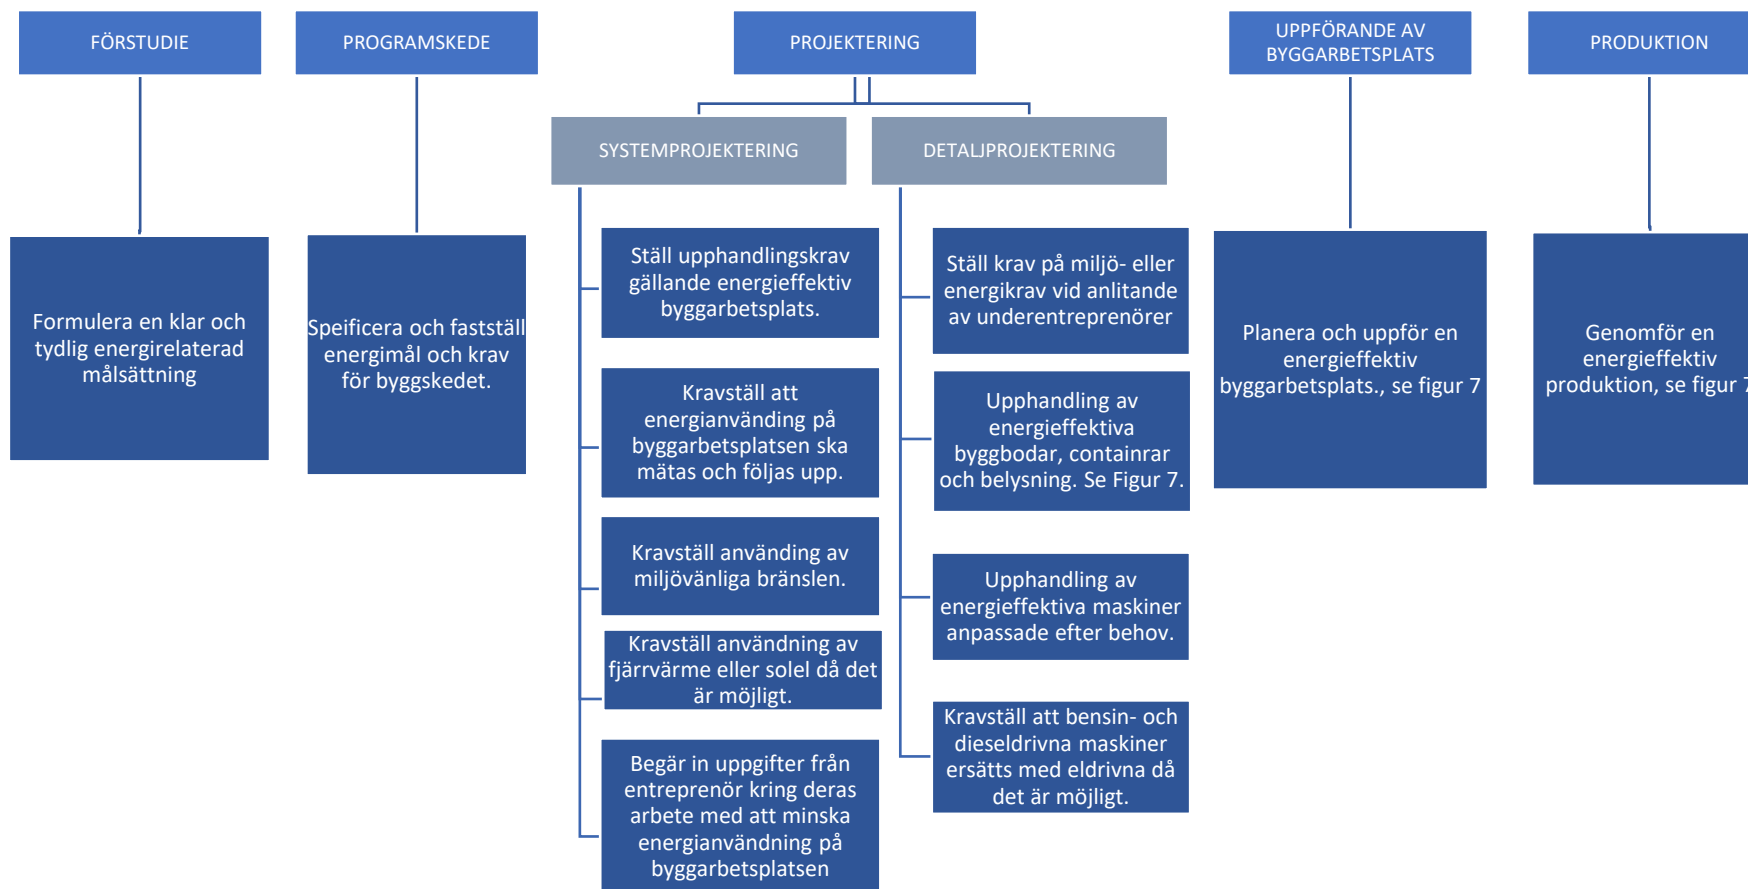 FÖRSTUDIE
PROGRAMSKEDE
PROJEKTERING
UPPFÖRANDE AV
BYGGARBETSPLATS
PRODUKTION
SYSTEMPROJEKTERING
DETALJPROJEKTERING
Formulera en klar och
tydlig energirelaterad
målsättning
Speificera och fastställ
energimål och krav
för byggskedet.
Ställ upphandlingskrav
gällande energieffektiv
byggarbetsplats.
Kravställ att
energianvänding på
byggarbetsplatsen ska
mätas och följas upp.
Kravställ använding av
miljövänliga bränslen.
Kravställ användning av
fjärrvärme eller solel då det
är möjligt.
Begär in uppgifter från
entreprenör kring deras
arbete med att minska
energianvändning på
byggarbetsplatsen
Ställ krav på miljö- eller
energikrav vid anlitande
av underentreprenörer
Upphandling av
energieffektiva
byggbodar, containrar
och belysning. Se Figur 7.
Upphandling av
energieffektiva maskiner
anpassade efter behov.
Kravställ att bensin- och
dieseldrivna maskiner
ersätts med eldrivna då
det är möjligt.
Planera och uppför en
energieffektiv
byggarbetsplats., se figur 7
Genomför en
energieffektiv
produktion, se figur 7